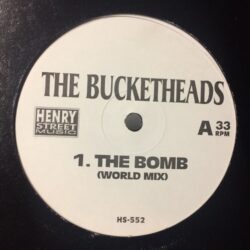 THE BUCKETHEADS
HENRY
STREET
MUSIC
A 33
RPM
1. THE BOMB
(WORLD MIX)
HS-552